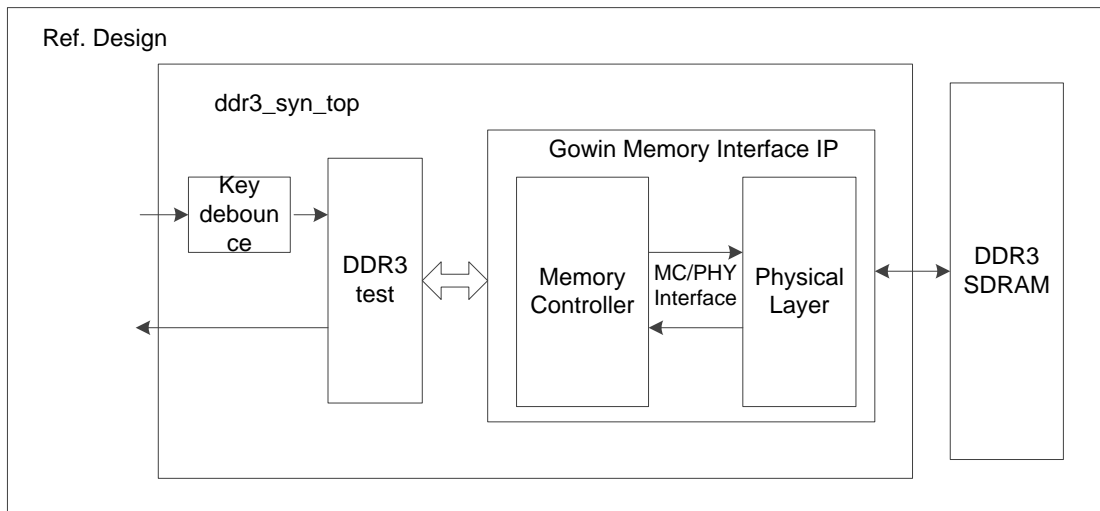 Ref. Design
ddr3_syn_top
Gowin Memory Interface IP
Key
deboun
ce
DDR3
test
Memory
Controller
MC/PHY
Interface
Physical
Layer
DDR3
SDRAM